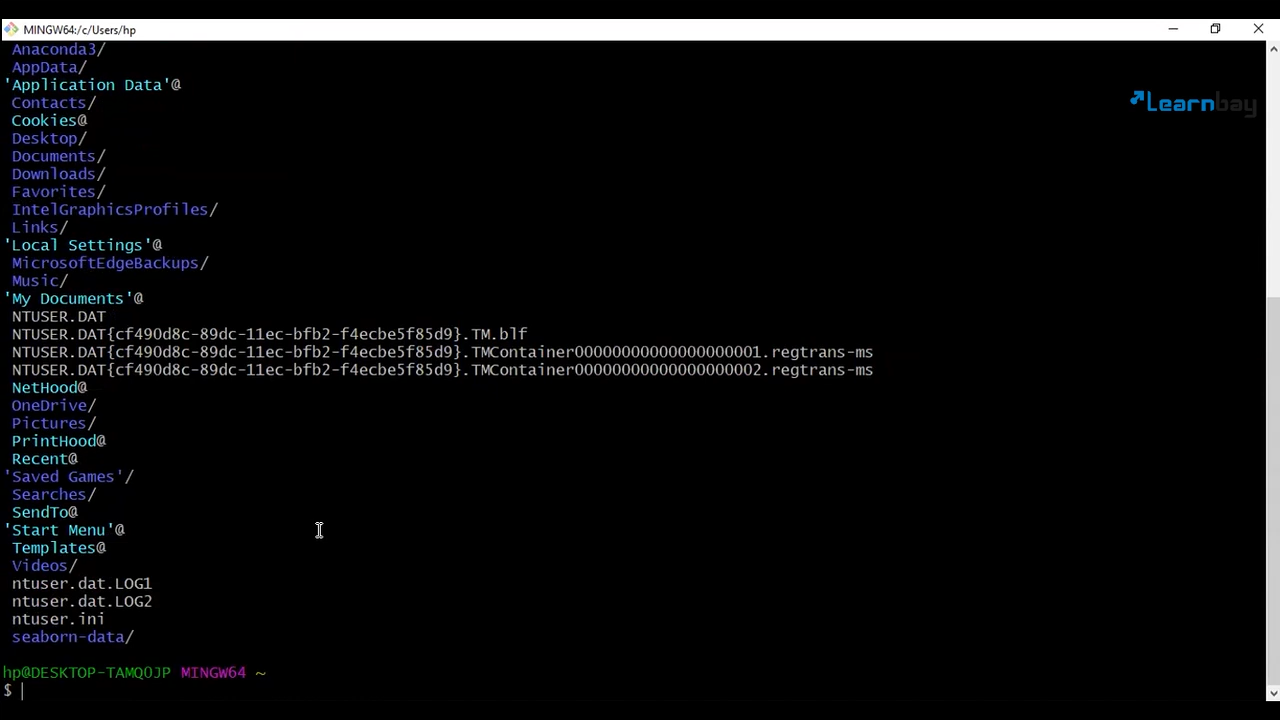 MINGW64:/c/Users/hp
Anaconda3/
AppData/
'Application Data'@
Contacts/
Cookies@
Desktop/
Documents/
Downloads/
Favorites/
IntelGraphicsProfiles/
Links/
'Local Settings'@
MicrosoftEdgeBackups/
Music/
'My Documents'@
NTUSER.DAT
NTUSER.DAT{cf490d8c-89dc-11ec-bfb2-f4ecbe5f85d9}.TM.blf
NTUSER.DAT{cf490d8c-89dc-11ec-bfb2-f4ecbe5f85d9}.TMContainer00000000000000000001.regtrans-ms
NTUSER.DAT{cf490d8c-89dc-11ec-bfb2-f4ecbe5f85d9}.TMContainer00000000000000000002.regtrans-ms
NetHood@
OneDrive/
Pictures/
PrintHood@
Recent@
'Saved Games'/
Searches/
SendTo@
'Start Menu'@
Templates@
Videos/
ntuser.dat.LOG1
ntuser.dat.LOG2
ntuser.ini
seaborn-data/
hp@DESKTOP-TAMQOJP MINGW64 ~
$
Learnbay